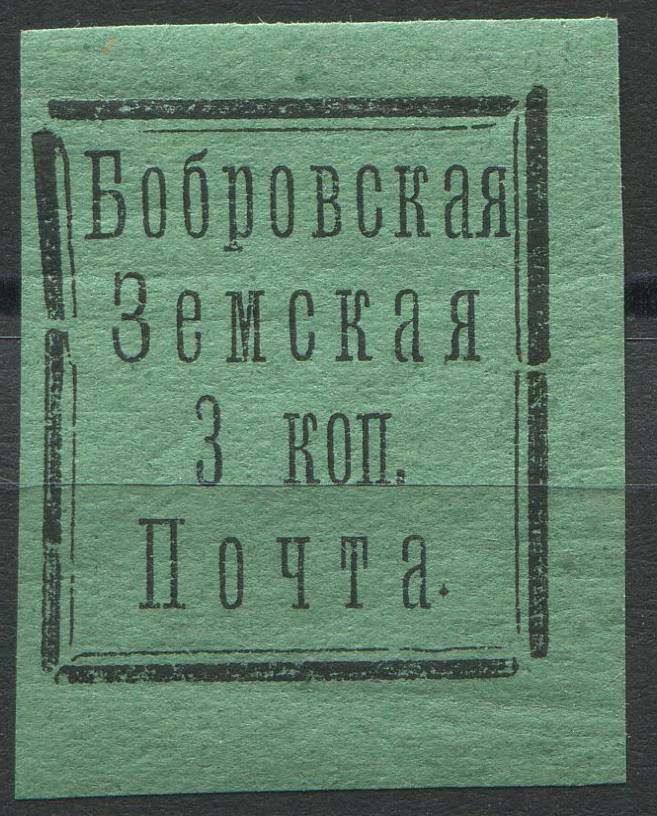 Бобровская
Земская
3 коп.
Почта.